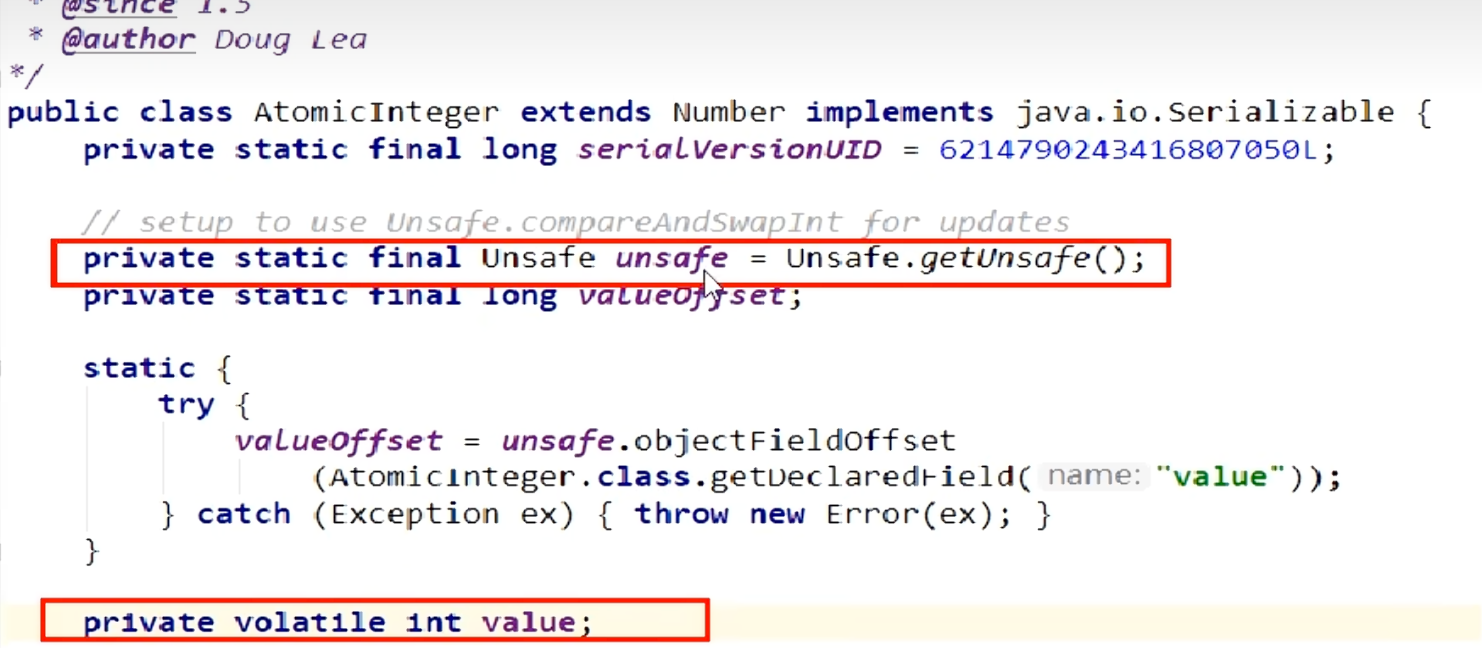 * @since 1.5
* @author Doug Lea
*/
public class AtomicInteger extends Number implements java.io.Serializable {
private static final long serialVersionUID = 6214790243416807050L;
// setup to use Unsafe.compareAndSwapInt for updates
private static final Unsafe unsafe = Unsafe.getUnsafe();
private static final long valueOffset;
static {
try {
valueOffset = unsafe.objectFieldOffset
(AtomicInteger.class.getDeclaredField( name: "value"));
} catch (Exception ex) { throw new Error(ex); }
}
private volatile int value;